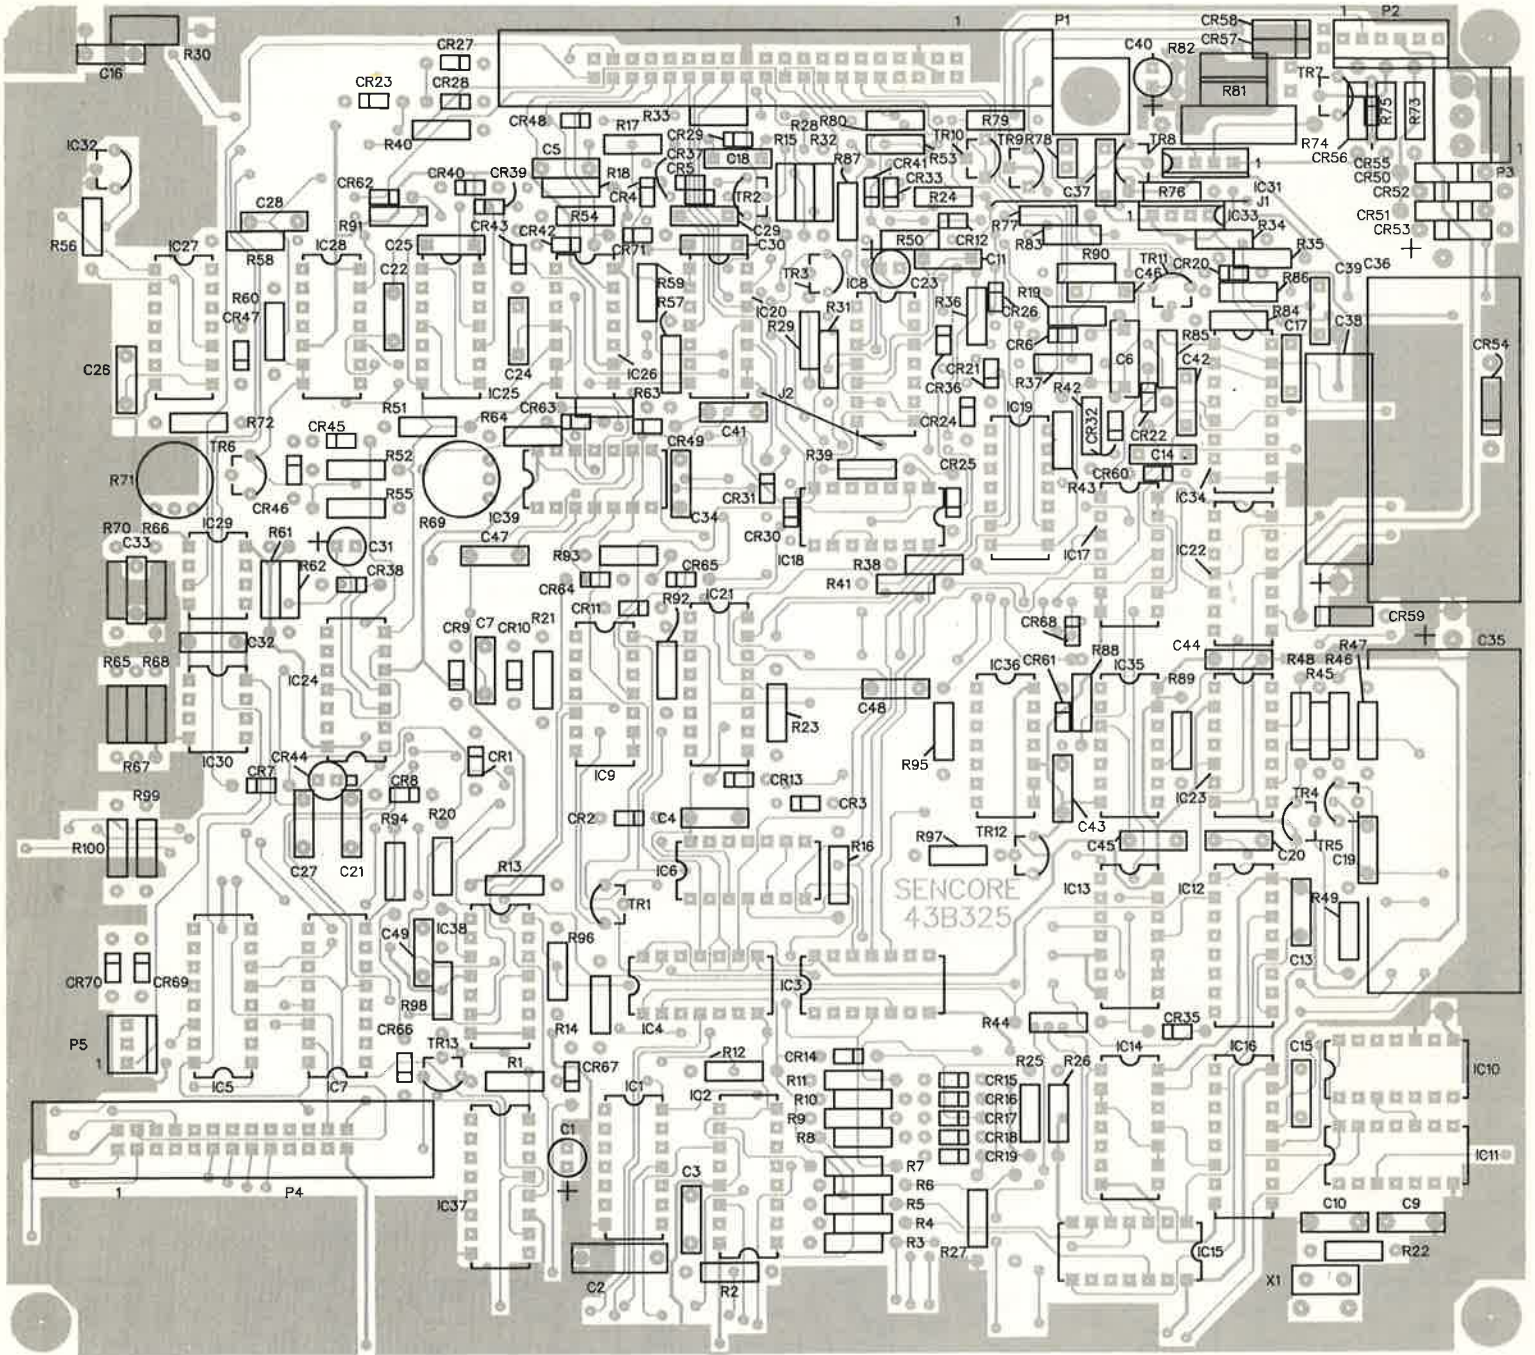 1 P1 CR58 1 P2
CR57
R30 CR27 C40 R82
C16 CR28 TR7
CR23 R81 R75 R73
R33 R80 R79
CR48 R17 R28 TR10 R78
R40 CR29 R15 R32 TR9 TR8 R74
IC32 CR37 R53 CR56
C5 C18 R87 CR41 1 CR55 1
CR40 CR39 R18 CR5 CR33 CR50 P3
CR62 CR4 TR2 R24 C37 R76 IC31 CR52
C28 R54 J1
R91 R77 1 IC33 CR51
R56 C25 CR43 CR42 C29 R50 CR12 R83 R34 CR53
IC27 R58 IC28 CR71 C30 C11 R35
C22 R59 TR3 IC8 C23 R90 TR11 CR20 C39 C36
R60 R57 C46 R86
CR47 IC20 R36 R19 CR26 R84
R29 R31 C17 C38
CR6 R85 CR54
C26 C24 IC26 C6 C42
IC25 CR36 CR21 R37
J2 R42
R51 R64 CR63 R63 CR24 IC19 CR32
R72 C41 CR22
TR6 CR45 CR49 C14
R71 R52 R39 CR25 CR60
CR46 R55 CR31 R43 IC34
R69 IC39 C34
R70 R66 IC29 R61 C31 CR30
C33 C47 R93 IC18 IC17 IC22
R62 CR38 CR64 CR65 R38
R41
CR11 R92 IC21
CR9 C7 CR10 R21 CR68 CR59
C32 C35
R65 R68 IC24 IC36 CR61 R88 IC35 C44 R48 R46 R47
C48 R89 R45
R23
R67 IC30 R95
CR7 CR44 CR8 CR1 IC9 CR13 IC23
R99 R94 R20 CR2 C4 CR3 TR4
C43
R100 R97 TR12 C45 C20 TR5 C19
C27 C21 R13 IC6 R16
SENCORE IC13 IC12
TR1 43B325 R49
C49 IC38 R96
CR70 CR69 R98 IC3 C13
CR66 R14 IC4 R44 CR35
P5 TR13 R12 CR14 R25 R26 IC14 IC16 C15
1 IC5 IC7 R1 CR67 IC1 R11 CR15 IC10
IC2 R10 CR16
C1 R9 CR17
R8 CR18
R7 CR19 IC11
C3 R6
1 P4 IC37 R5
R4 C10 C9
R3 R27 IC15 R22
C2 R2 X1